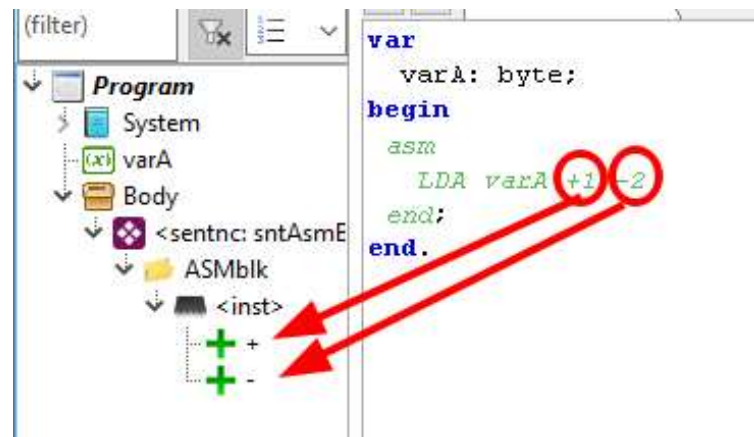 (filter)
Program
System
(x) varA
Body
<sentnc: sntAsmE
ASMblk
<inst>
+
-
var
varA: byte;
begin
asm
LDA varA +1 -2
end;
end.